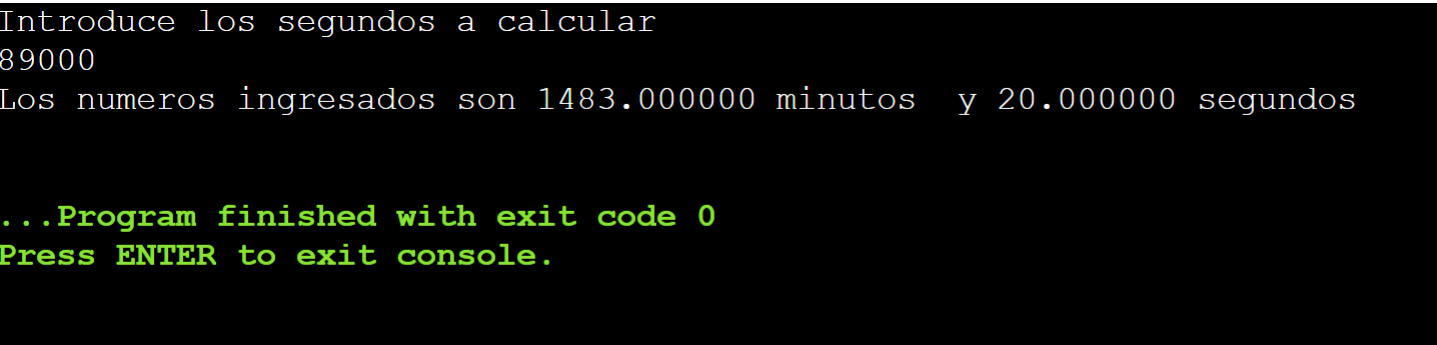 Introduce los segundos a calcular
89000
Los numeros ingresados son 1483.000000 minutos  y 20.000000 segundos
...Program finished with exit code 0
Press ENTER to exit console.